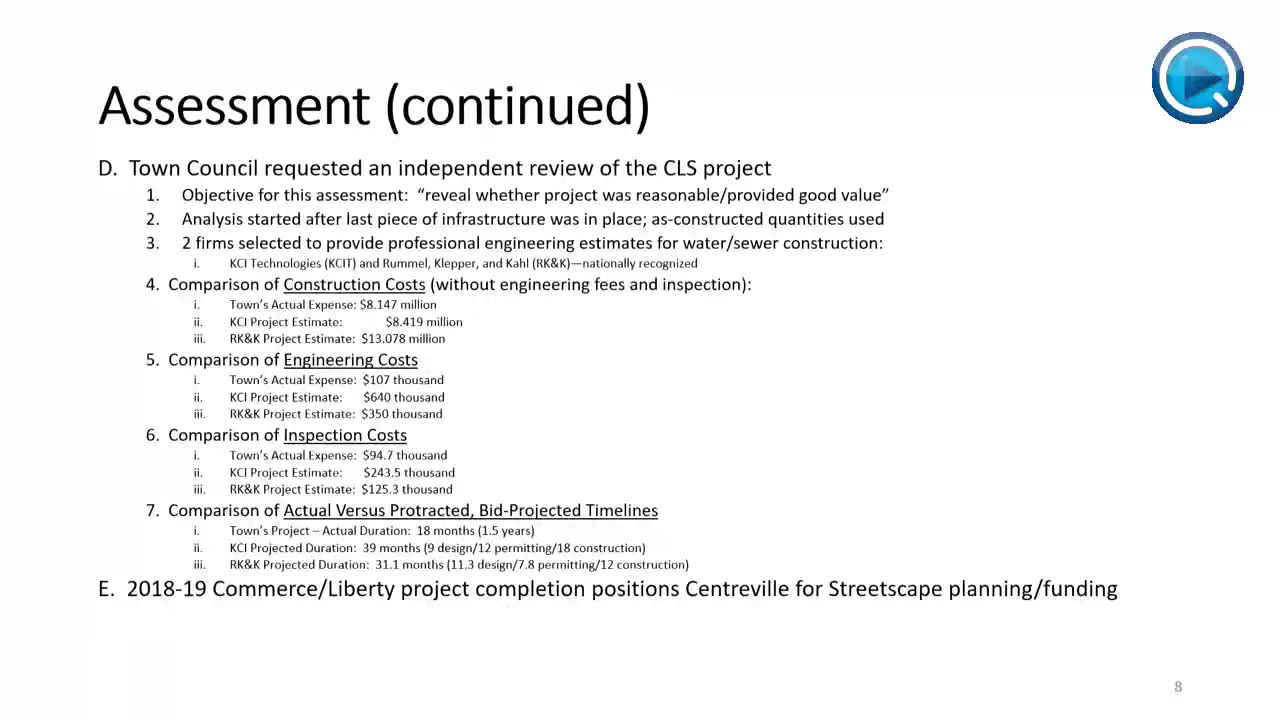 Assessment (continued)
D. Town Council requested an independent review of the CLS project
1. Objective for this assessment: “reveal whether project was reasonable/provided good value”
2. Analysis started after last piece of infrastructure was in place; as-constructed quantities used
3. 2 firms selected to provide professional engineering estimates for water/sewer construction:
i. KCI Technologies (KCIT) and Rummel, Klepper, and Kahl (RK&K)—nationally recognized
4. Comparison of Construction Costs (without engineering fees and inspection):
i. Town’s Actual Expense: $8.147 million
ii. KCI Project Estimate: $8.419 million
iii. RK&K Project Estimate: $13.078 million
5. Comparison of Engineering Costs
i. Town’s Actual Expense: $107 thousand
ii. KCI Project Estimate: $640 thousand
iii. RK&K Project Estimate: $350 thousand
6. Comparison of Inspection Costs
i. Town’s Actual Expense: $94.7 thousand
ii. KCI Project Estimate: $243.5 thousand
iii. RK&K Project Estimate: $125.3 thousand
7. Comparison of Actual Versus Protracted, Bid-Projected Timelines
i. Town’s Project – Actual Duration: 18 months (1.5 years)
ii. KCI Projected Duration: 39 months (9 design/12 permitting/18 construction)
iii. RK&K Projected Duration: 31.1 months (11.3 design/7.8 permitting/12 construction)
E. 2018-19 Commerce/Liberty project completion positions Centreville for Streetscape planning/funding
8